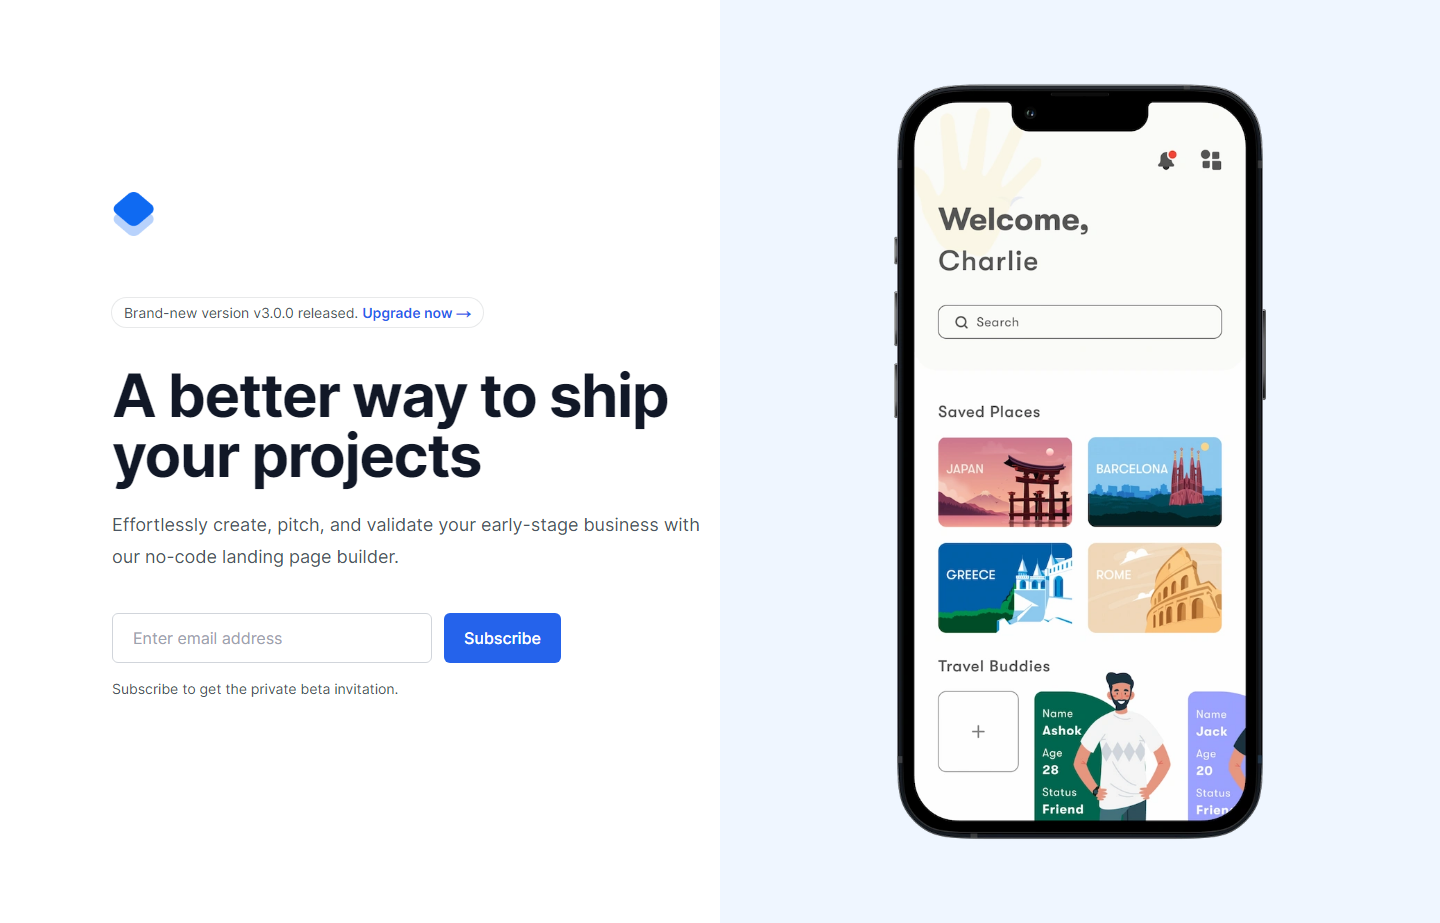 Brand-new version v3.0.0 released. Upgrade now →
A better way to ship
your projects
Effortlessly create, pitch, and validate your early-stage business with
our no-code landing page builder.
Enter email address
Subscribe
Subscribe to get the private beta invitation.
Welcome,
Charlie
Search
Saved Places
JAPAN
BARCELONA
GREECE
ROME
Travel Buddies
Name
Ashok
Age
28
Status
Friend
Name
Jack
Age
20
Status
Frien